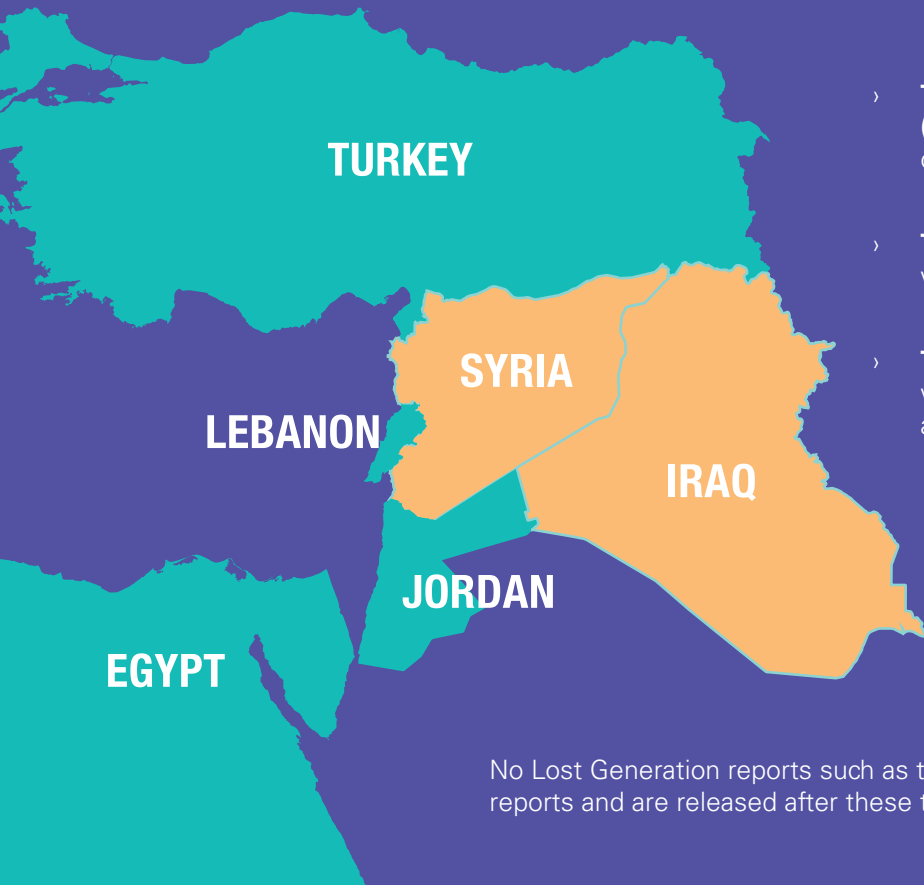 TURKEY
SYRIA
LEBANON
IRAQ
JORDAN
EGYPT
No Lost Generation reports such as
reports and are released after these